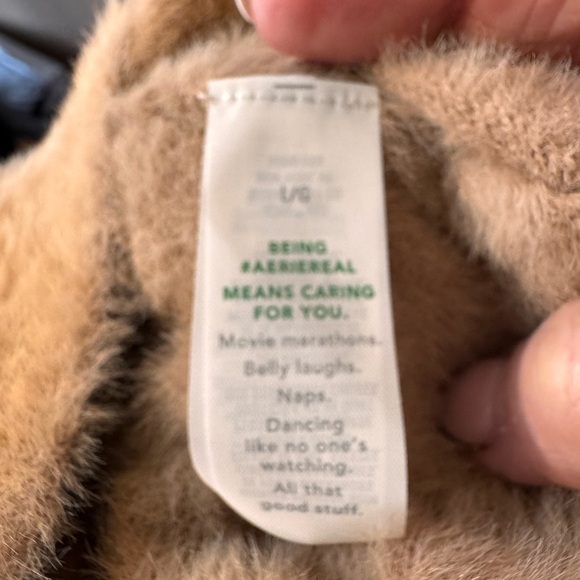 L/G
BEING
#AERIEREAL
MEANS CARING
FOR YOU.
Movie marathons.
Belly laughs.
Naps.
Dancing
like no one's
watching.
All that
good stuff.